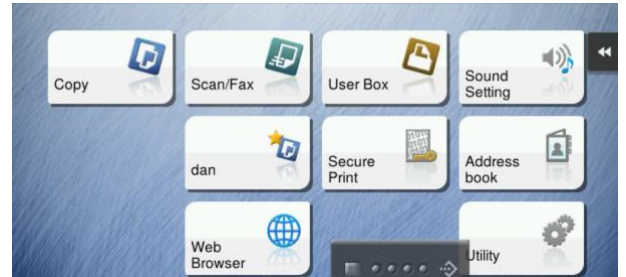 Copy
Scan/Fax
User Box
Sound
Setting
dan
Secure
Print
Address
book
Web
Browser
Utility